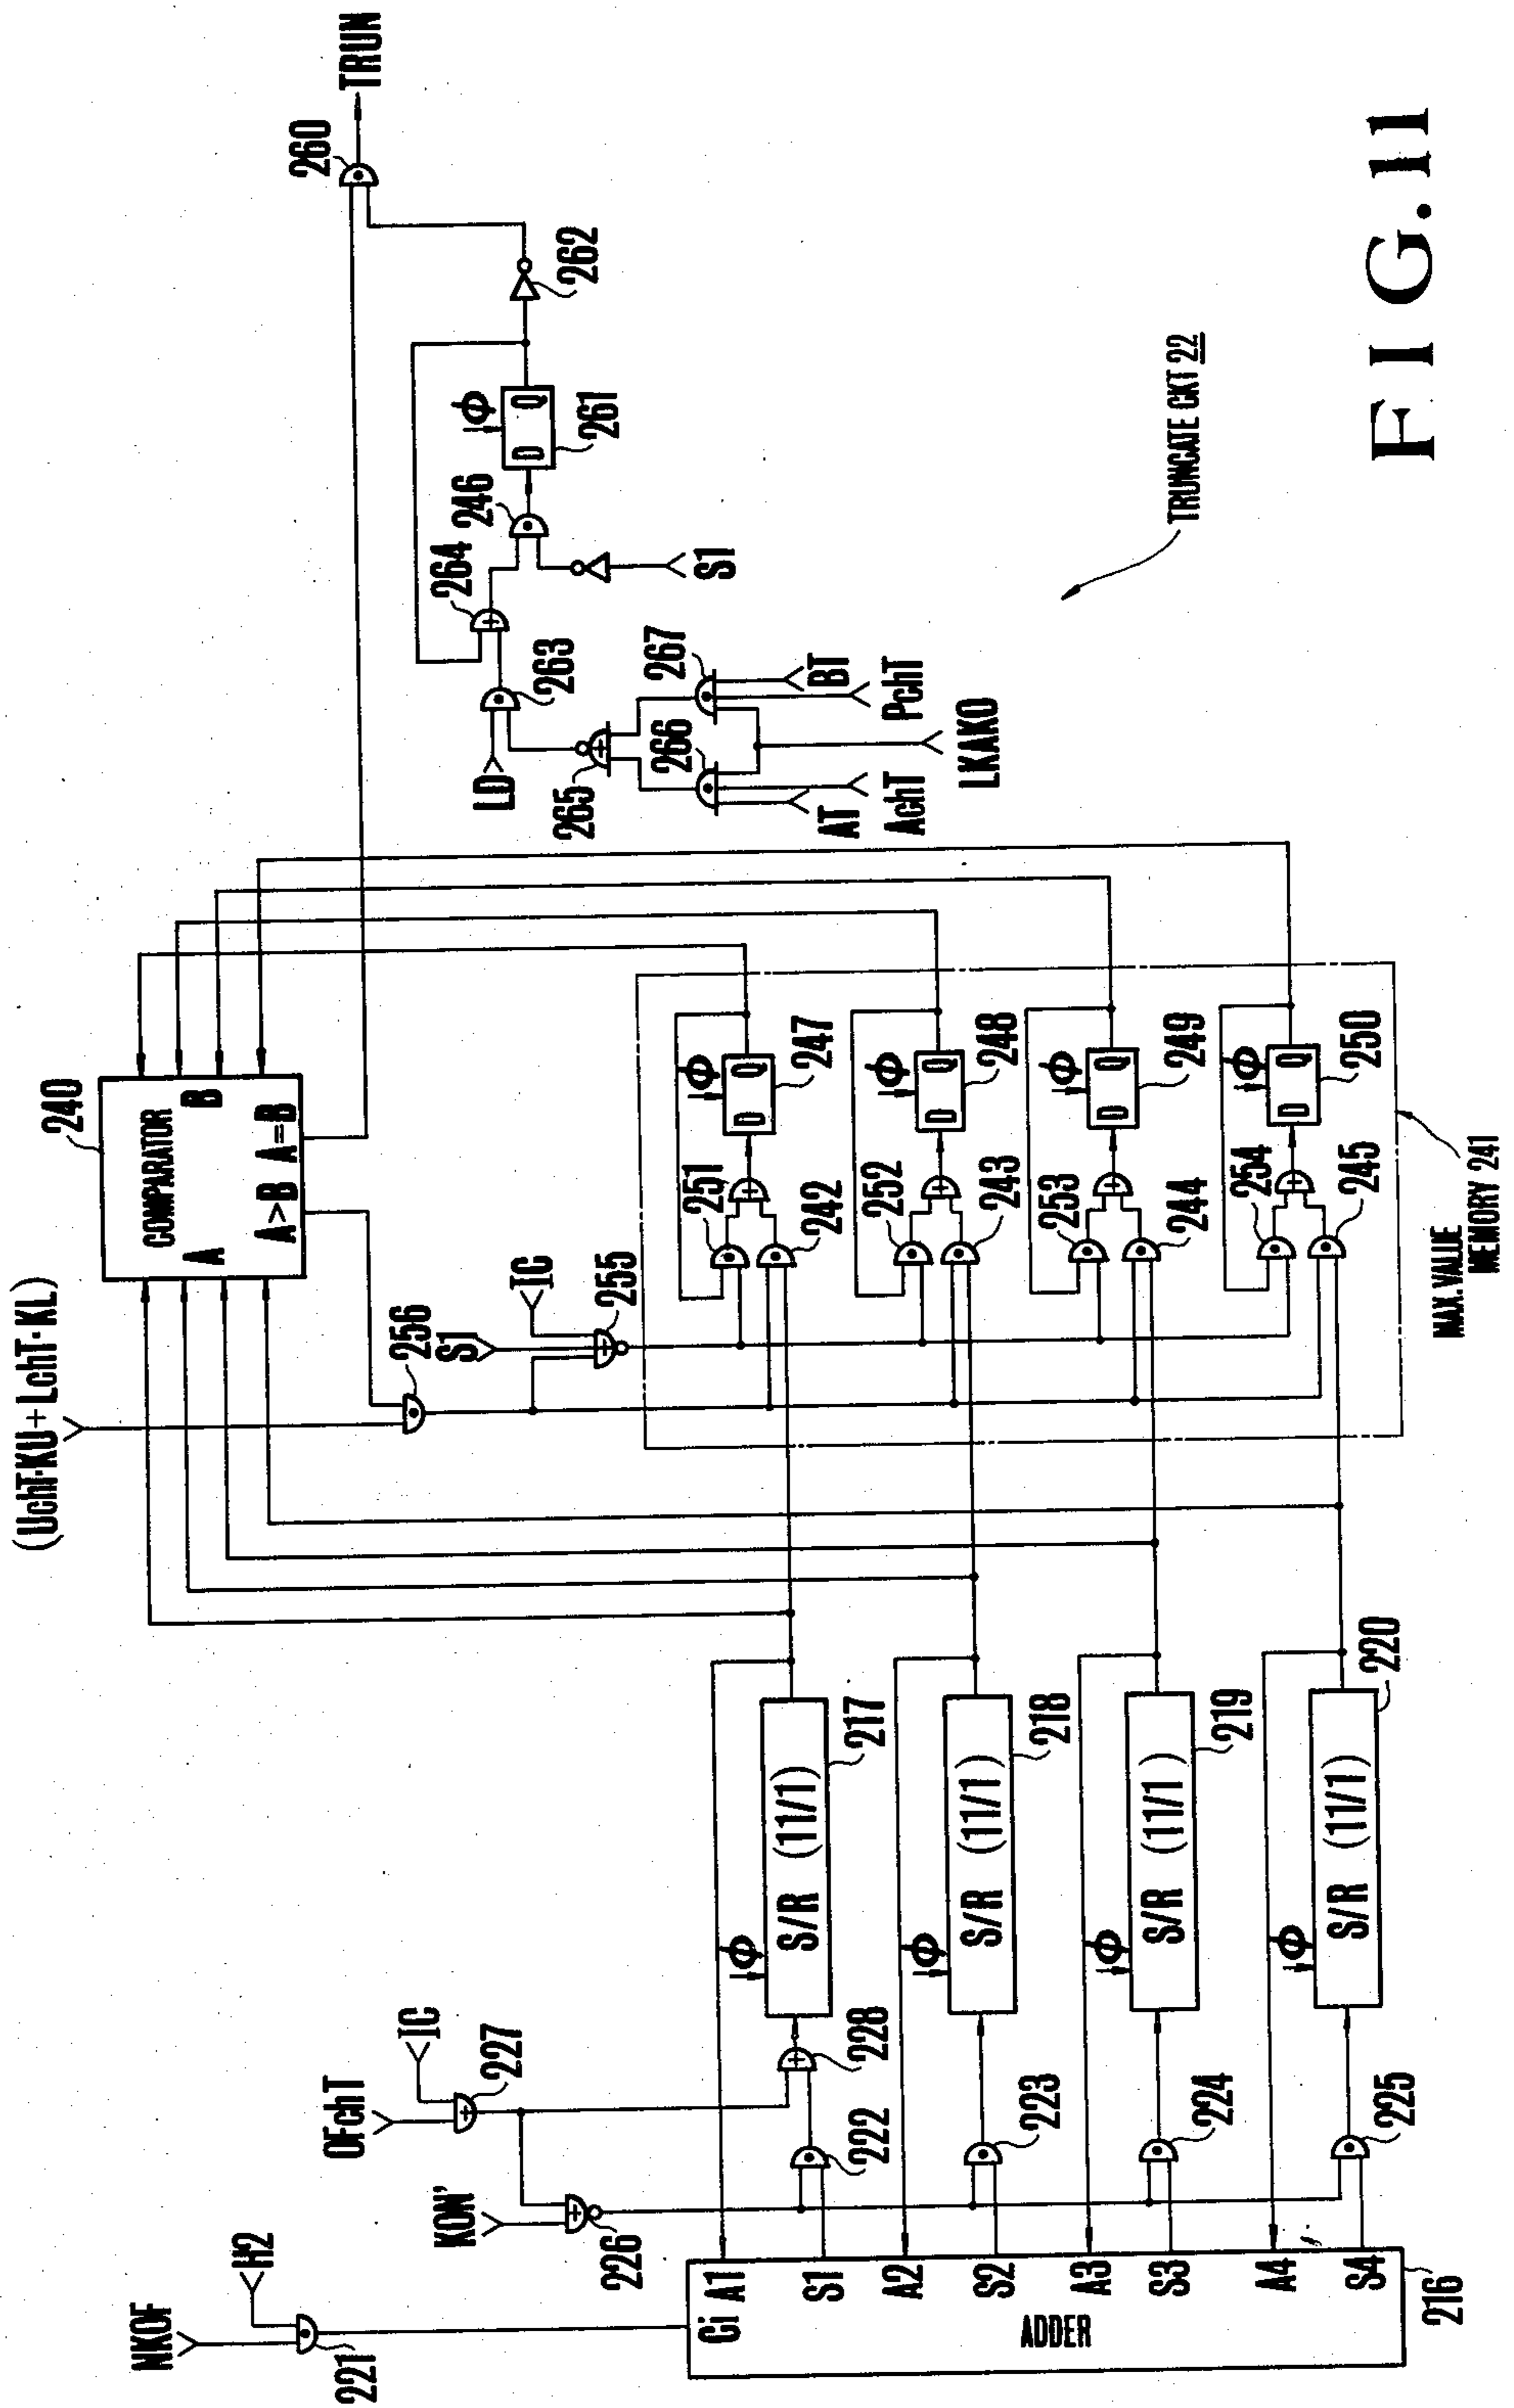 (UchT·KU+LchT·KL)
NKOF
H2
221
OFchT
IC
227
KON'
226
Ci
A1
S1
A2
S2
A3
S3
A4
S4
ADDER
216
222
228
223
224
225
ϕ
S/R (11/1)
217
ϕ
S/R (11/1)
218
ϕ
S/R (11/1)
219
ϕ
S/R (11/1)
220
240
COMPARATOR
A
B
A>B
A=B
256
S1
IC
255
251
242
ϕ
D Q
247
252
243
ϕ
D Q
248
253
244
ϕ
D Q
249
254
245
ϕ
D Q
250
MAX.VALUE
MEMORY 241
260
TRUN
262
ϕ
D Q
261
246
264
S1
263
LD
265
266
267
AT
AchT
LKAKO
PchT
BT
TRUNCATE CKT 22
FIG.11